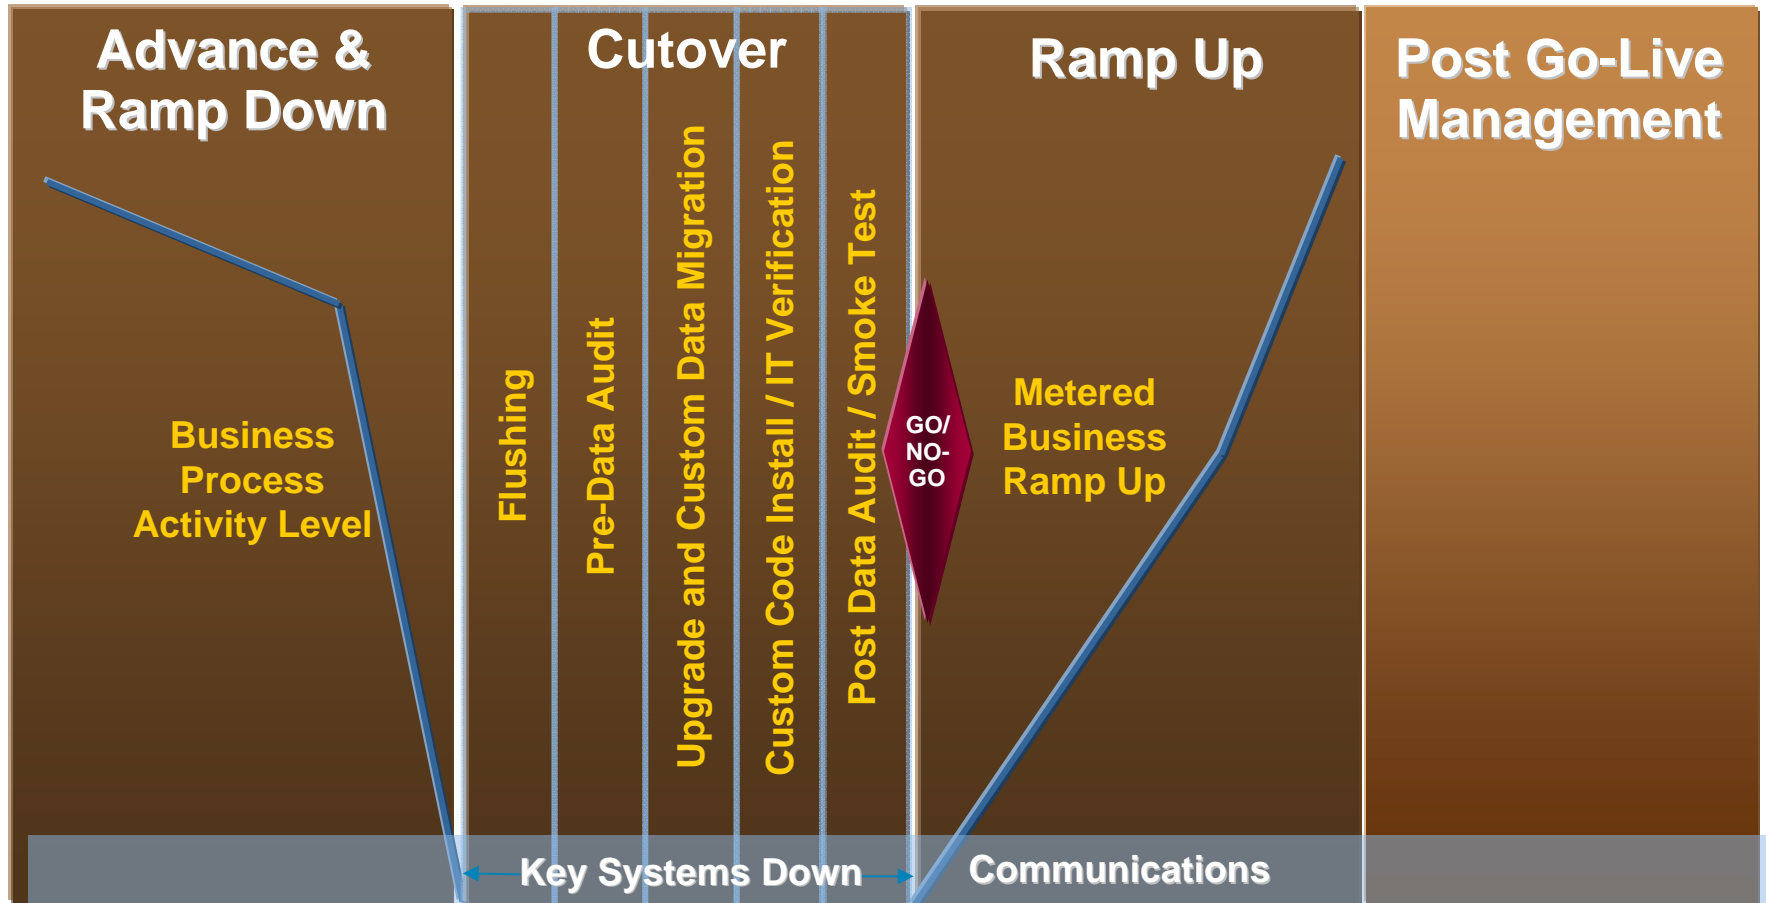 Advance &
Ramp Down
Business
Process
Activity Level
Cutover
Flushing
Pre-Data Audit
Upgrade and Custom Data Migration
Custom Code Install / IT Verification
Post Data Audit / Smoke Test
GO/
NO-
GO
Ramp Up
Metered
Business
Ramp Up
Post Go-Live
Management
Key Systems Down
Communications